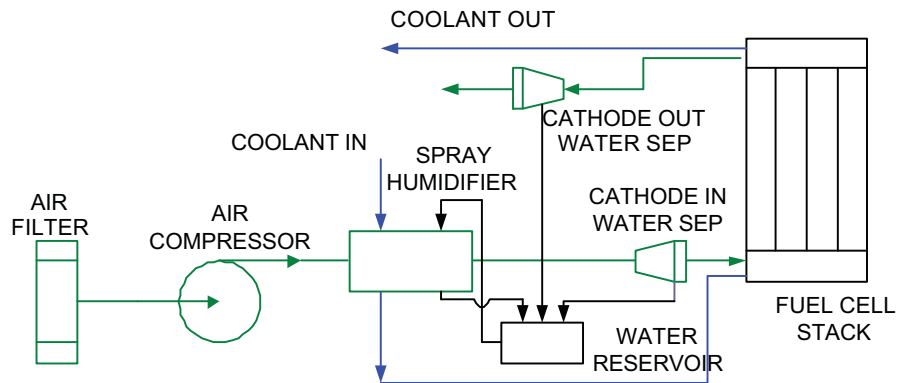 COOLANT OUT
CATHODE OUT
WATER SEP
COOLANT IN
SPRAY
HUMIDIFIER
CATHODE IN
WATER SEP
AIR
FILTER
AIR
COMPRESSOR
FUEL CELL
STACK
WATER
RESERVOIR